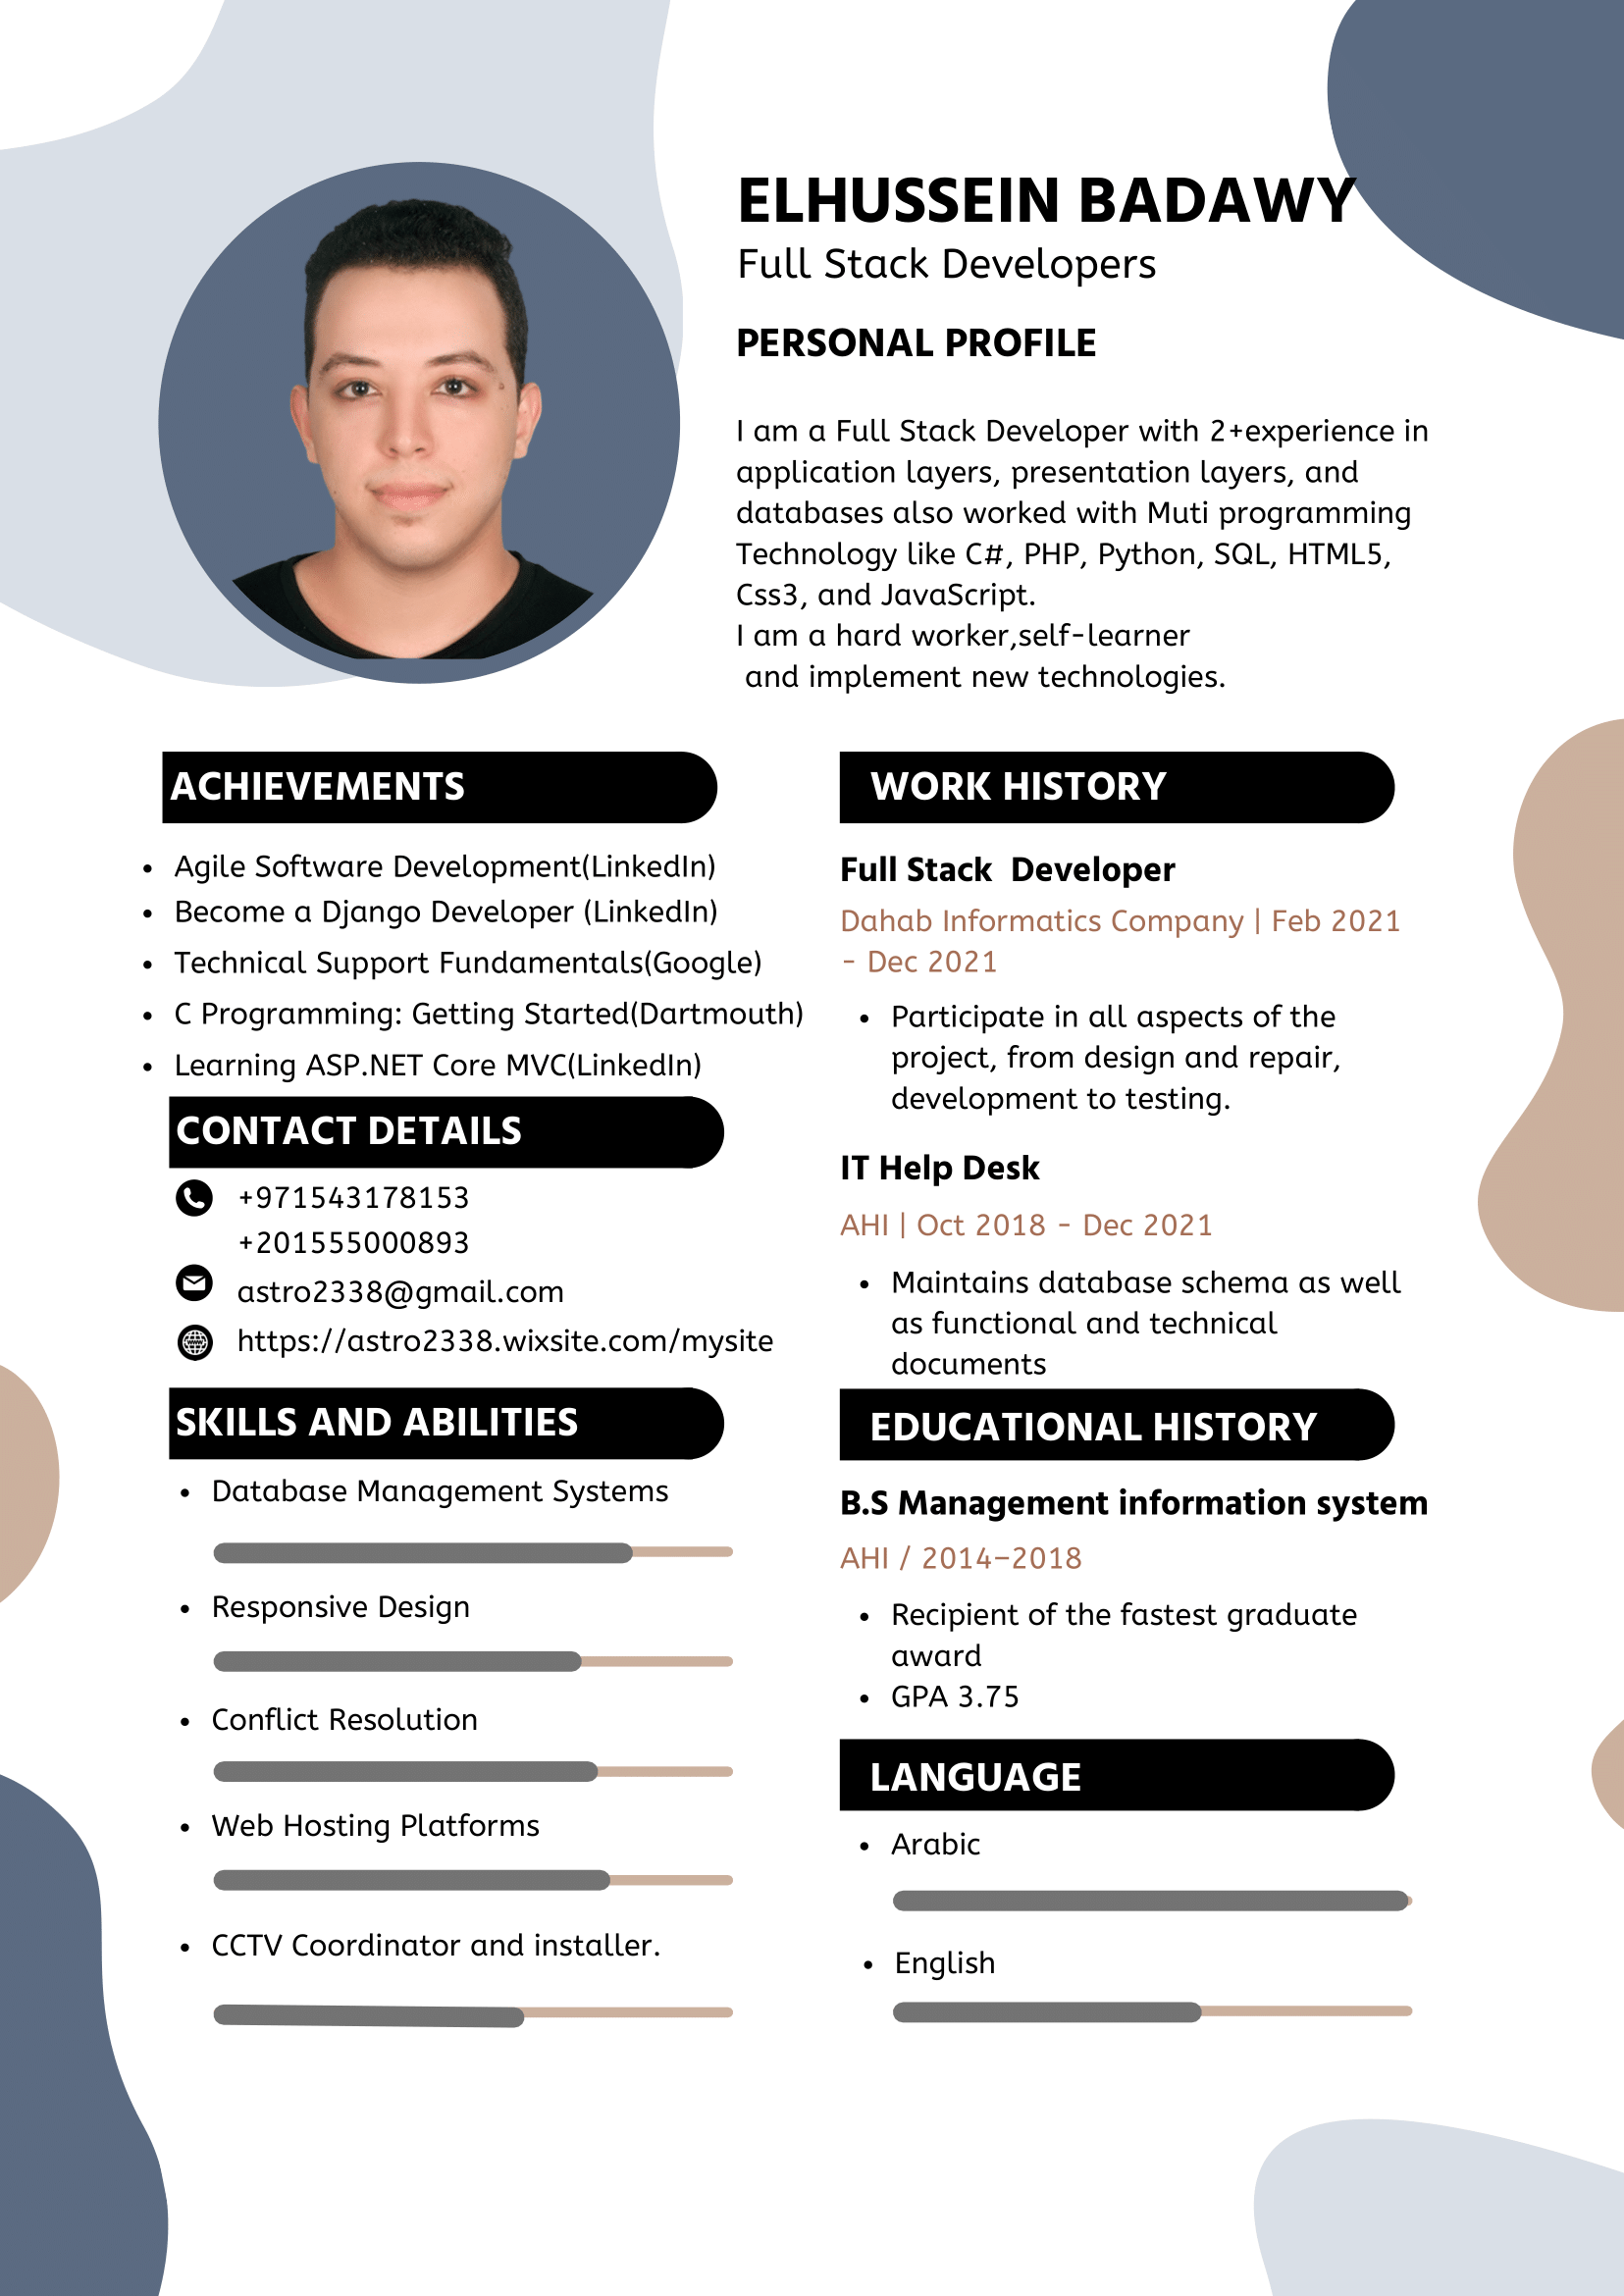 ELHUSSEIN BADAWY
Full Stack Developers
PERSONAL PROFILE
I am a Full Stack Developer with 2+experience in
application layers, presentation layers, and
databases also worked with Muti programming
Technology like C#, PHP, Python, SQL, HTML5,
Css3, and JavaScript.
I am a hard worker,self-learner
and implement new technologies.
ACHIEVEMENTS
• Agile Software Development(LinkedIn)
• Become a Django Developer (LinkedIn)
• Technical Support Fundamentals(Google)
• C Programming: Getting Started(Dartmouth)
• Learning ASP.NET Core MVC(LinkedIn)
CONTACT DETAILS
+971543178153
+201555000893
astro2338@gmail.com
https://astro2338.wixsite.com/mysite
SKILLS AND ABILITIES
• Database Management Systems
• Responsive Design
• Conflict Resolution
• Web Hosting Platforms
• CCTV Coordinator and installer.
WORK HISTORY
Full Stack  Developer
Dahab Informatics Company | Feb 2021
- Dec 2021
• Participate in all aspects of the
project, from design and repair,
development to testing.
IT Help Desk
AHI | Oct 2018 - Dec 2021
• Maintains database schema as well
as functional and technical
documents
EDUCATIONAL HISTORY
B.S Management information system
AHI / 2014–2018
• Recipient of the fastest graduate
award
• GPA 3.75
LANGUAGE
• Arabic
• English